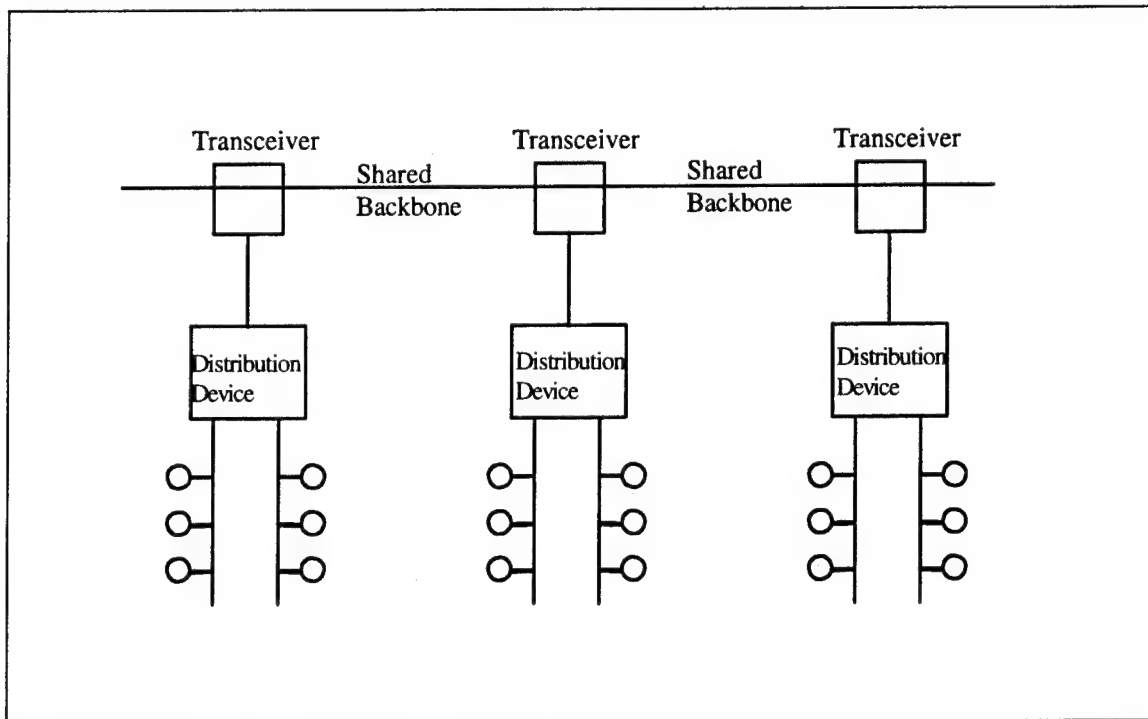 Transceiver
Transceiver
Transceiver
Shared
Backbone
Shared
Backbone
Distribution
Device
Distribution
Device
Distribution
Device